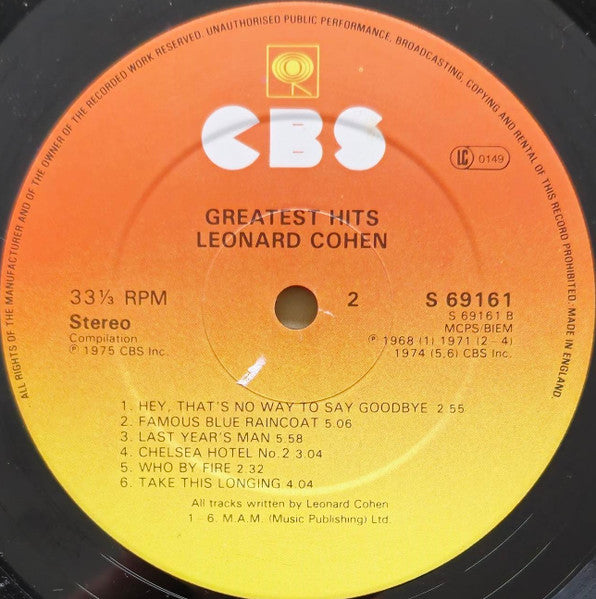 ALL RIGHTS OF THE MANUFACTURER AND OF THE OWNER OF THE RECORDED WORK RESERVED. UNAUTHORISED PUBLIC PERFORMANCE, BROADCASTING, COPYING AND RENTAL OF THIS RECORD PROHIBITED. MADE IN ENGLAND.
CBS
LC 0149
GREATEST HITS
LEONARD COHEN
33⅓ RPM
Stereo
Compilation
℗ 1975 CBS Inc.
2
S 69161
S 69161 B
MCPS/BIEM
℗ 1968 (1) 1971 (2–4)
1974 (5,6) CBS Inc.
1. HEY, THAT'S NO WAY TO SAY GOODBYE 2 55
2. FAMOUS BLUE RAINCOAT 5.06
3. LAST YEAR'S MAN 5.58
4. CHELSEA HOTEL No.2 3.04
5. WHO BY FIRE 2.32
6. TAKE THIS LONGING 4.04
All tracks written by Leonard Cohen
1 – 6. M.A.M. (Music Publishing) Ltd.